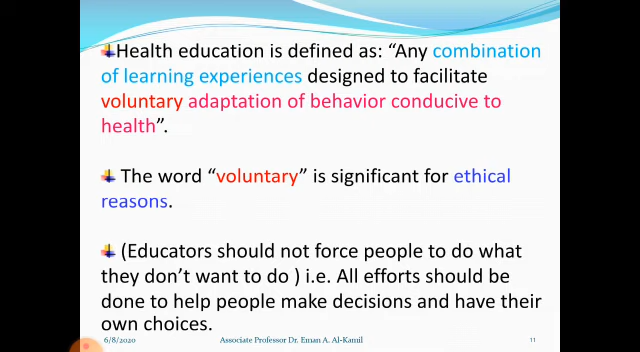 Health education is defined as: “Any combination
of learning experiences designed to facilitate
voluntary adaptation of behavior conducive to
health”.
The word “voluntary” is significant for ethical
reasons.
(Educators should not force people to do what
they don’t want to do ) i.e. All efforts should be
done to help people make decisions and have their
own choices.
6/8/2020 Associate Professor Dr. Eman A. Al-Kamil 11